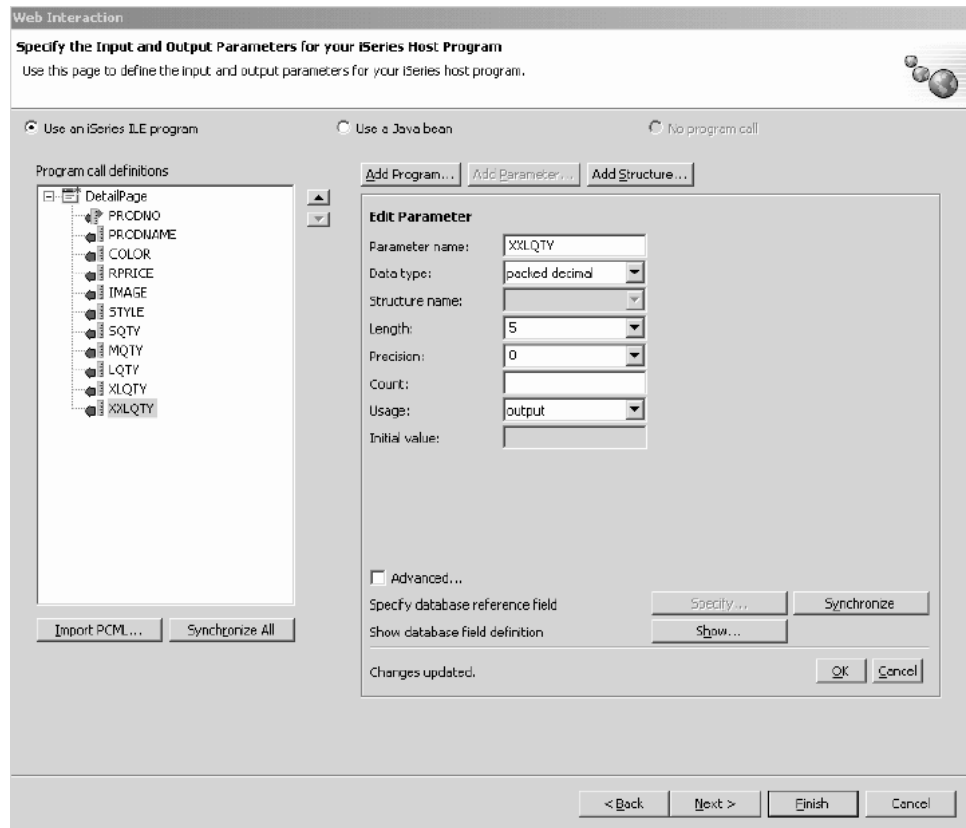 Web Interaction
Specify the Input and Output Parameters for your iSeries Host Program
Use this page to define the input and output parameters for your iSeries host program.
Use an iSeries ILE program
Use a Java bean
No program call
Program call definitions
Add Program...
Add Parameter...
Add Structure...
DetailPage
PRODNO
PRODNAME
COLOR
RPRICE
IMAGE
STYLE
SQTY
MQTY
LQTY
XLQTY
XXLQTY
Edit Parameter
Parameter name: XXLQTY
Data type: packed decimal
Structure name:
Length: 5
Precision: 0
Count:
Usage: output
Initial value:
Advanced...
Specify database reference field Specify... Synchronize
Show database field definition Show...
Import PCML... Synchronize All
Changes updated. OK Cancel
< Back Next > Finish Cancel